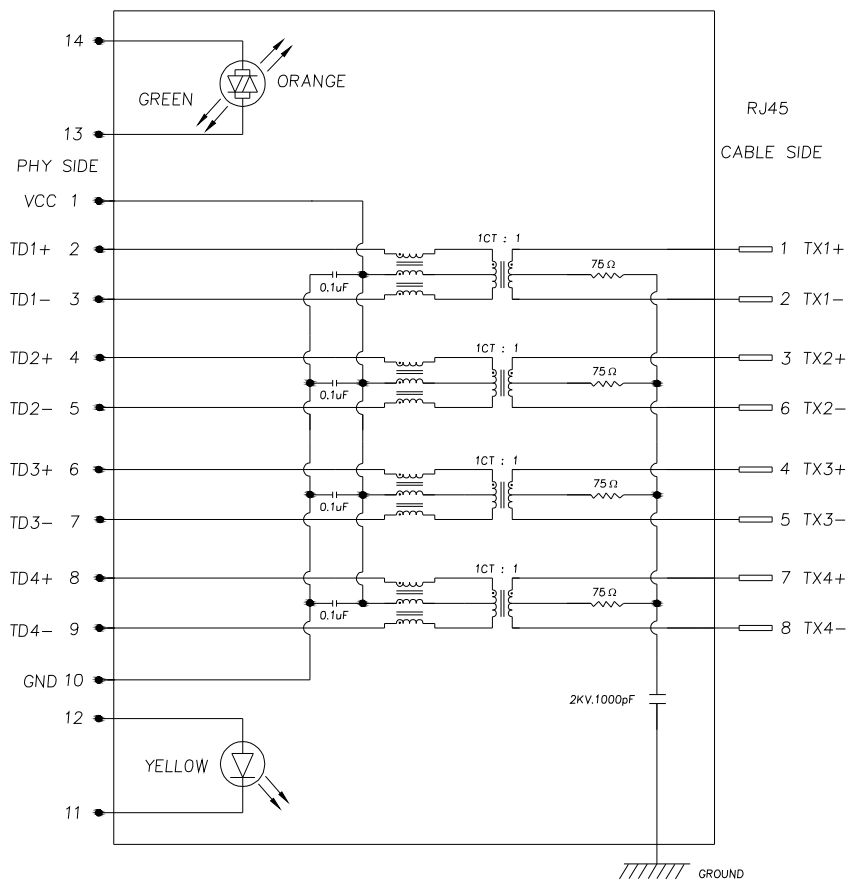 14
GREEN
ORANGE
13
RJ45
CABLE SIDE
PHY SIDE
VCC 1
TD1+ 2
1CT : 1
1 TX1+
75Ω
0.1uF
TD1- 3
2 TX1-
TD2+ 4
1CT : 1
3 TX2+
75Ω
0.1uF
TD2- 5
6 TX2-
TD3+ 6
1CT : 1
4 TX3+
75Ω
0.1uF
TD3- 7
5 TX3-
TD4+ 8
1CT : 1
7 TX4+
75Ω
0.1uF
TD4- 9
8 TX4-
GND 10
2KV.1000pF
12
YELLOW
11
GROUND